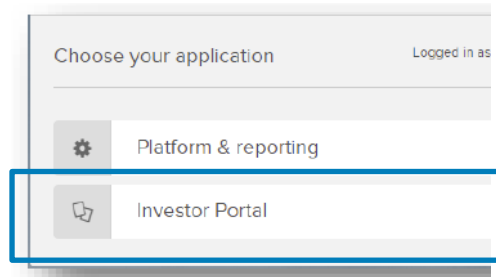 Choose your application
Logged in as
Platform & reporting
Investor Portal